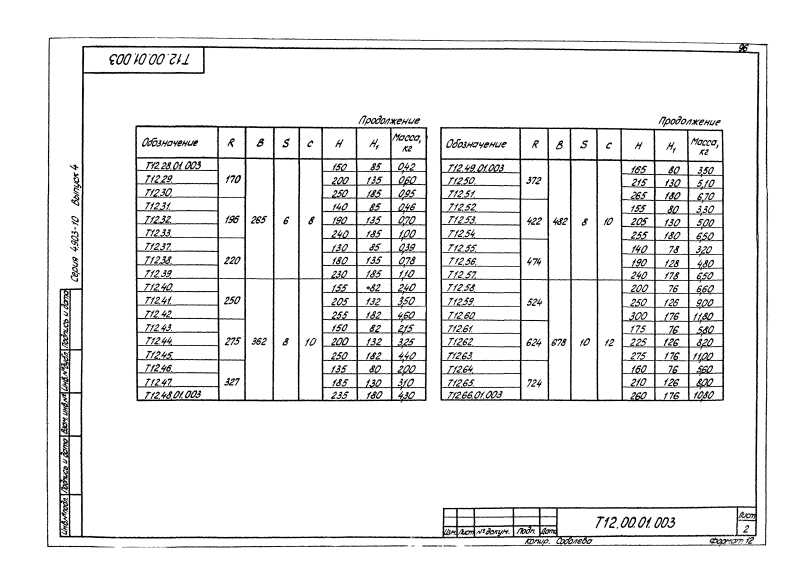 96
Т12.00.01.003
Продолжение
Обозначение R В S с Н Н₁ Масса, кг
Т12.28.01.003 170 265 6 8 150 85 0,42
Т12.29. 200 135 0,60
Т12.30. 250 185 0,95
Т12.31. 196 140 85 0,46
Т12.32. 190 135 0,70
Т12.33. 240 185 1,00
Т12.37. 220 130 85 0,39
Т12.38. 180 135 0,78
Т12.39. 230 185 1,10
Т12.40. 250 362 8 10 155 82 2,40
Т12.41. 205 132 3,50
Т12.42. 255 182 4,60
Т12.43. 275 150 82 2,15
Т12.44. 200 132 3,25
Т12.45. 250 182 4,40
Т12.46. 327 135 80 2,00
Т12.47. 185 130 3,10
Т12.48.01.003 235 180 4,30
Продолжение
Обозначение R В S с Н Н₁ Масса, кг
Т12.49.01.003 372 482 8 10 165 80 3,50
Т12.50. 215 130 5,10
Т12.51. 265 180 6,70
Т12.52. 422 155 80 3,30
Т12.53. 205 130 5,00
Т12.54. 255 180 6,50
Т12.55. 474 140 78 3,20
Т12.56. 190 128 4,80
Т12.57. 240 178 6,50
Т12.58. 524 678 10 12 200 76 6,60
Т12.59. 250 126 9,00
Т12.60. 300 176 11,80
Т12.61. 624 175 76 5,80
Т12.62. 225 126 8,20
Т12.63. 275 176 11,00
Т12.64. 724 160 76 5,60
Т12.65. 210 126 8,00
Т12.66.01.003 260 176 10,80
Серия 4.903-10 Выпуск 4
Инв.№подл. Подпись и дата Взам.инв.№ Инв.№дубл. Подпись и дата
Изм. Лист №докум. Подп. Дата
Т12.00.01.003
Лист
2
Копир. Соболева
Формат 12